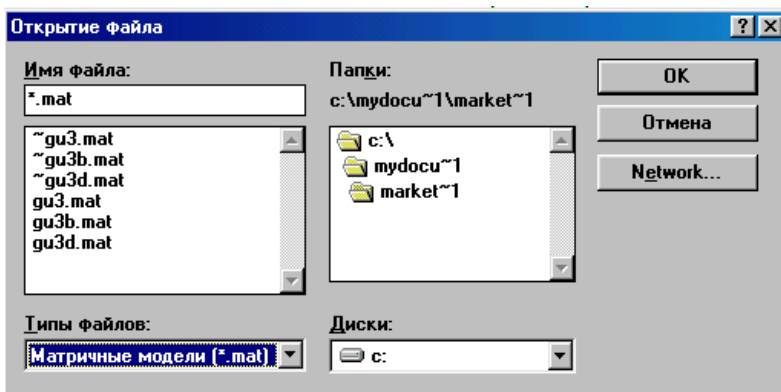 Открытие файла
Имя файла:
*.mat
~gu3.mat
~gu3b.mat
~gu3d.mat
gu3.mat
gu3b.mat
gu3d.mat
Типы файлов:
Матричные модели (*.mat)
Папки:
c:\mydocu~1\market~1
c:\
mydocu~1
market~1
Диски:
c:
OK
Отмена
Network...